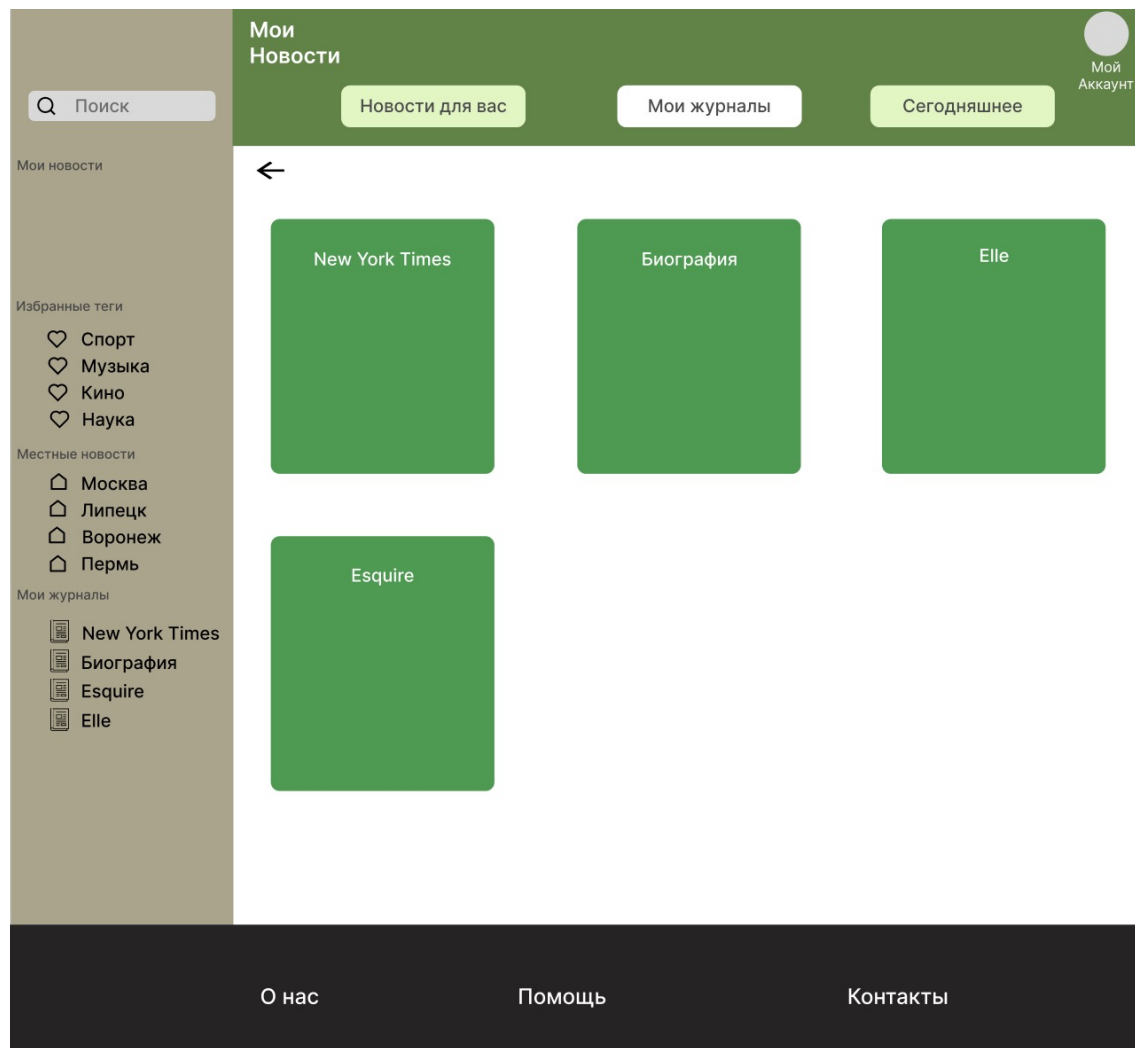 Мои
Новости
Мой
Аккаунт
Поиск
Новости для вас
Мои журналы
Сегодняшнее
Мои новости
Избранные теги
Спорт
Музыка
Кино
Наука
Местные новости
Москва
Липецк
Воронеж
Пермь
Мои журналы
New York Times
Биография
Esquire
Elle
New York Times
Биография
Elle
Esquire
О нас
Помощь
Контакты